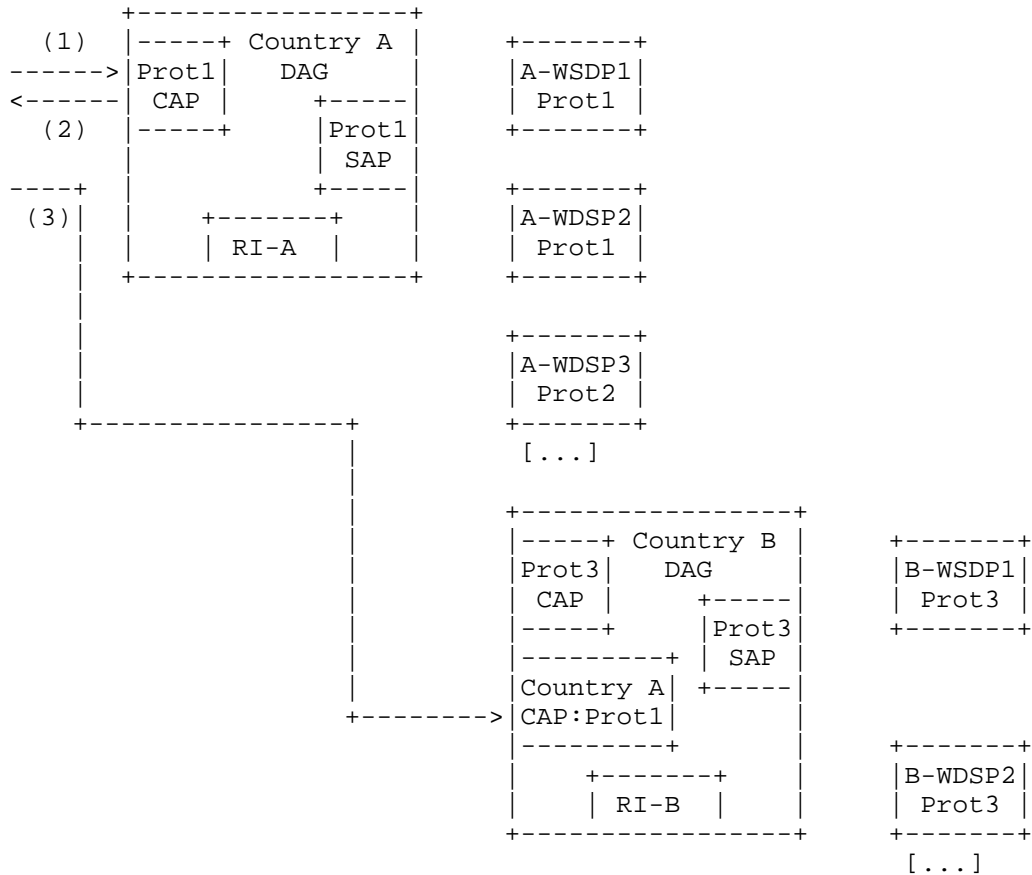 (1) Country A
Prot1 DAG A-WSDP1
CAP Prot1
(2) Prot1
SAP
(3) A-WDSP2
RI-A Prot1
A-WDSP3
Prot2
[...]
Country B
Prot3 DAG B-WSDP1
CAP Prot3
Prot3
SAP
Country A
CAP:Prot1
B-WDSP2
RI-B Prot3
[...]